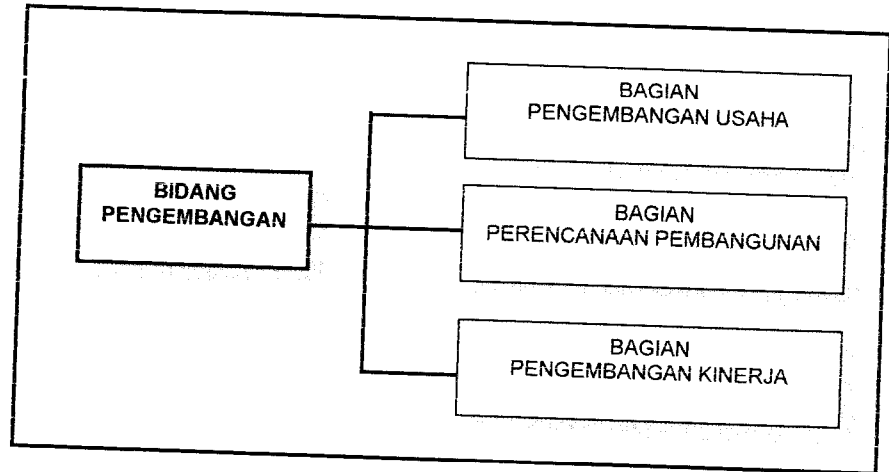 BIDANG
PENGEMBANGAN
BAGIAN
PENGEMBANGAN USAHA
BAGIAN
PERENCANAAN PEMBANGUNAN
BAGIAN
PENGEMBANGAN KINERJA